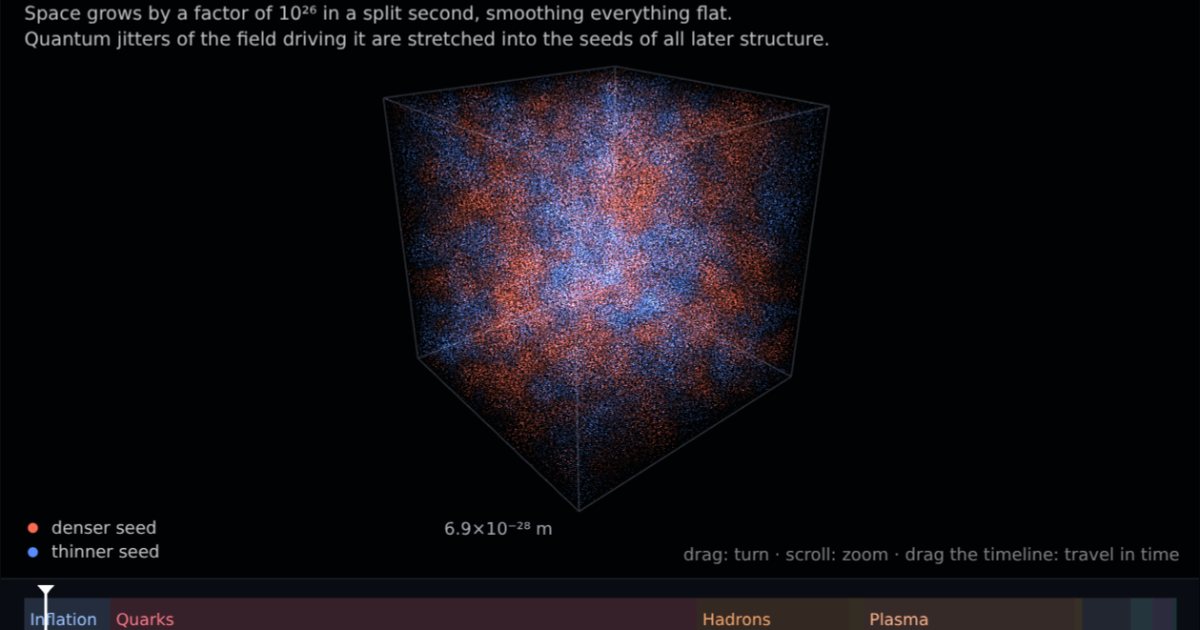 Space grows by a factor of 10²⁶ in a split second, smoothing everything flat.
Quantum jitters of the field driving it are stretched into the seeds of all later structure.
denser seed
thinner seed
6.9×10⁻²⁸ m
drag: turn · scroll: zoom · drag the timeline: travel in time
Inflation Quarks Hadrons Plasma